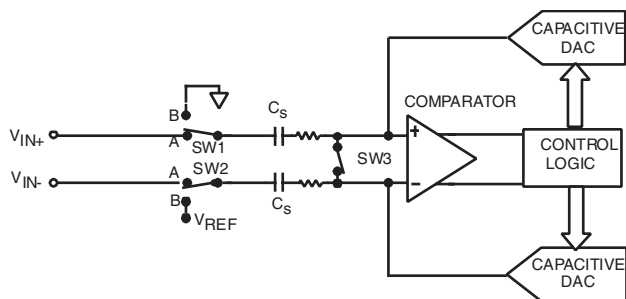 CAPACITIVE
DAC
B
C_S
COMPARATOR
V_IN+
A
SW1
+
CONTROL
LOGIC
SW3
V_IN-
A
SW2
−
B
C_S
V_REF
CAPACITIVE
DAC